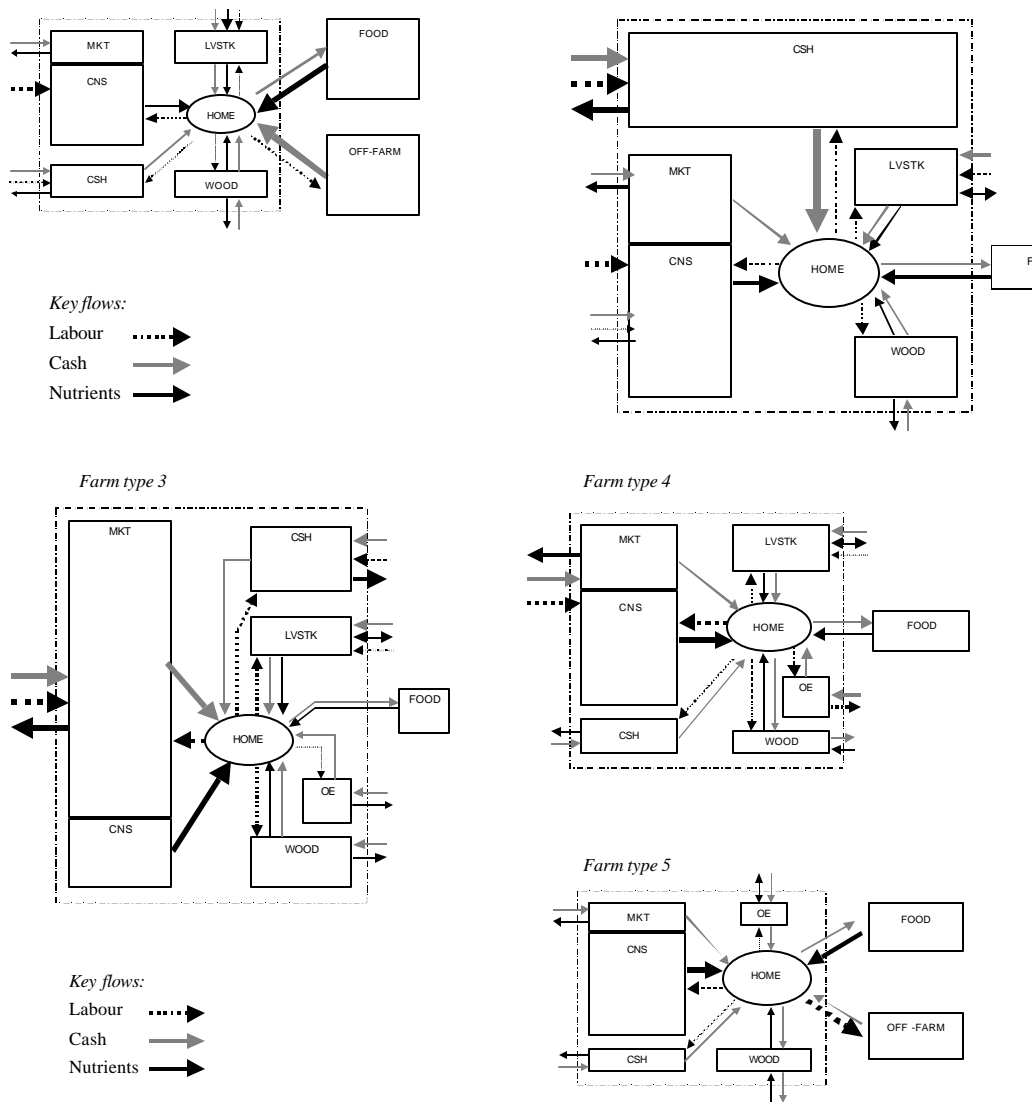 MKT
LVSTK
FOOD
CNS
HOME
OFF-FARM
CSH
WOOD
CSH
MKT
LVSTK
CNS
HOME
F
WOOD
Key flows:
Labour
Cash
Nutrients
Farm type 3
MKT
CSH
LVSTK
FOOD
HOME
OE
CNS
WOOD
Farm type 4
MKT
LVSTK
CNS
HOME
FOOD
OE
CSH
WOOD
Farm type 5
MKT
OE
FOOD
CNS
HOME
OFF -FARM
CSH
WOOD
Key flows:
Labour
Cash
Nutrients